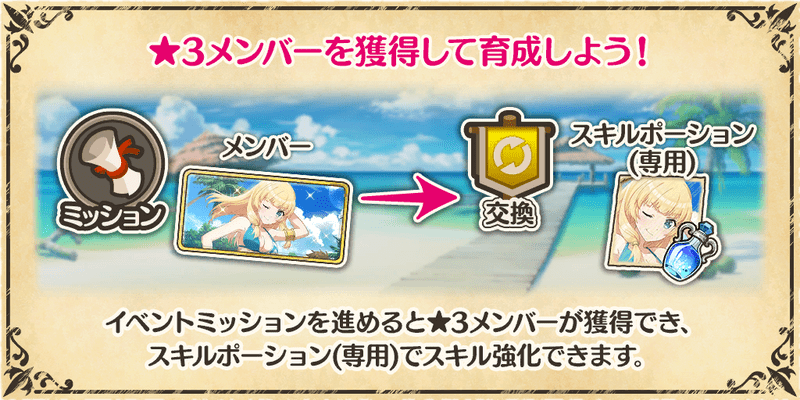 ★3メンバーを獲得して育成しよう！
ミッション
メンバー
交換
スキルポーション
(専用)
イベントミッションを進めると★3メンバーが獲得でき、
スキルポーション(専用)でスキル強化できます。